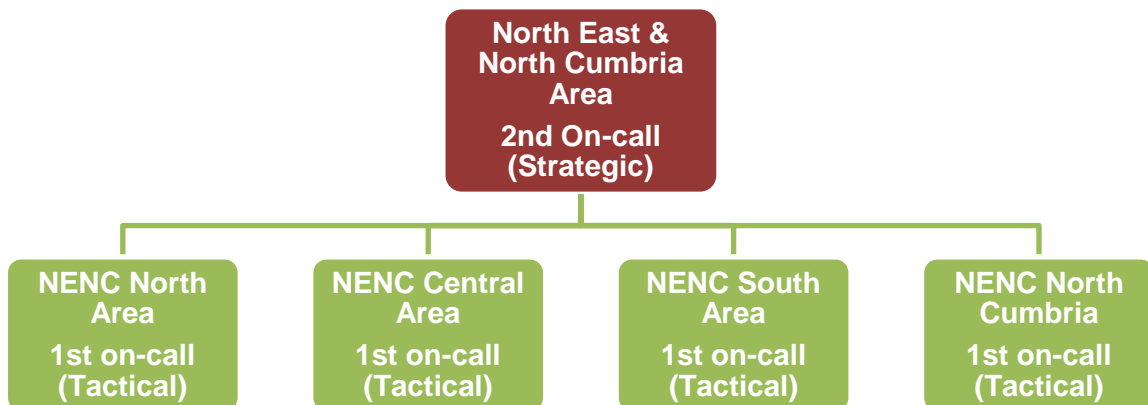 North East &
North Cumbria
Area
2nd On-call
(Strategic)
NENC North
Area
1st on-call
(Tactical)
NENC Central
Area
1st on-call
(Tactical)
NENC South
Area
1st on-call
(Tactical)
NENC North
Cumbria
1st on-call
(Tactical)